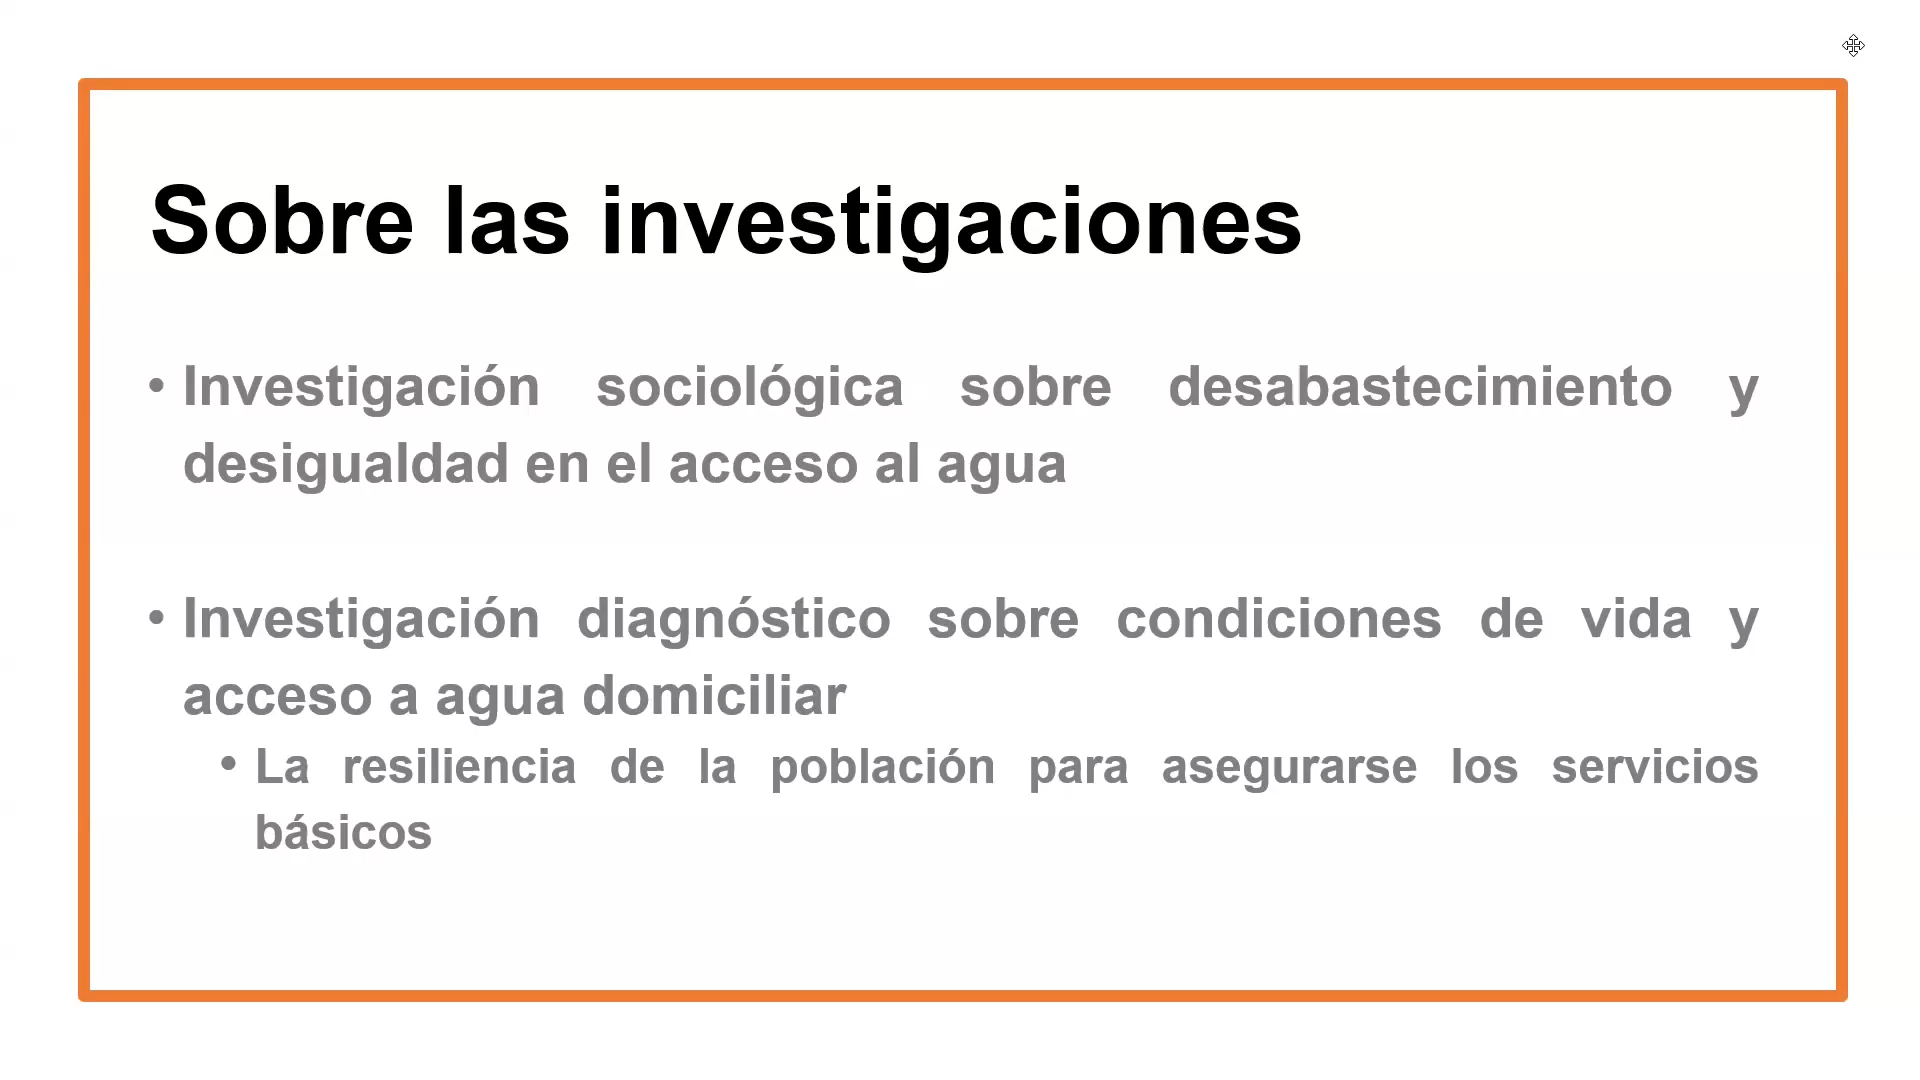 Sobre las investigaciones
• Investigación sociológica sobre desabastecimiento y
desigualdad en el acceso al agua
• Investigación diagnóstico sobre condiciones de vida y
acceso a agua domiciliar
• La resiliencia de la población para asegurarse los servicios
básicos